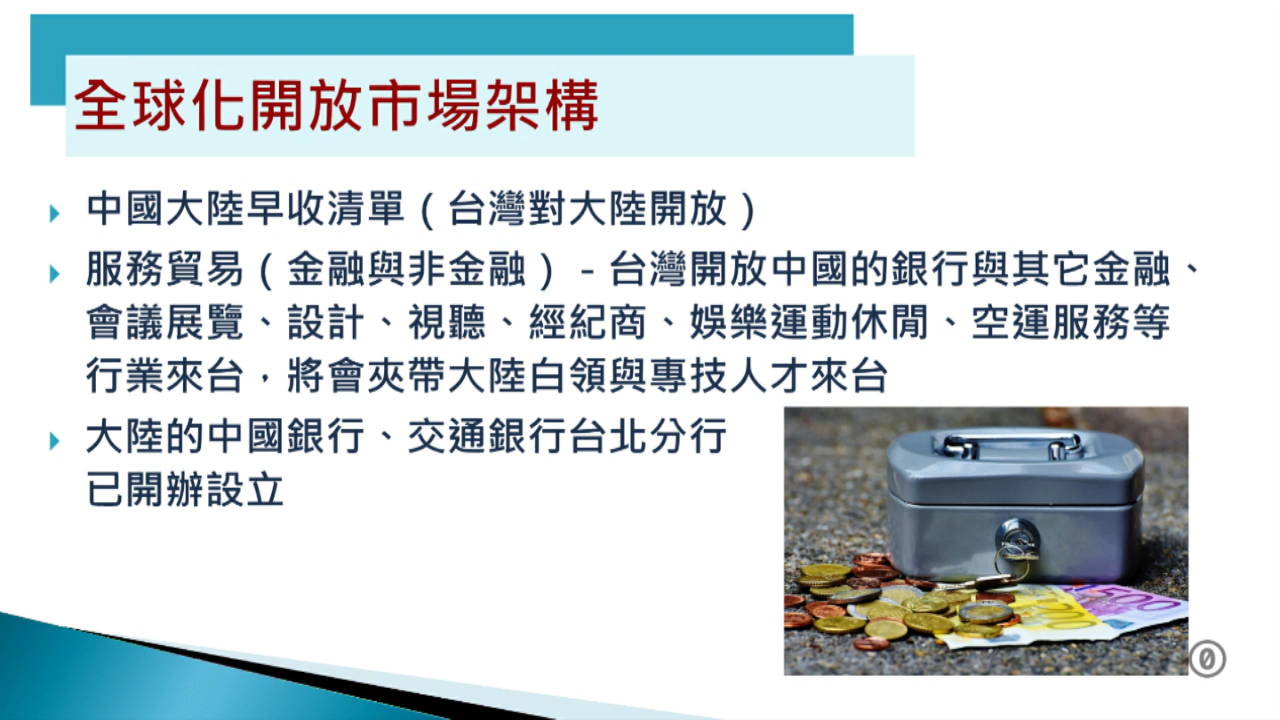 全球化開放市場架構
中國大陸早收清單（台灣對大陸開放）
服務貿易（金融與非金融）－台灣開放中國的銀行與其它金融、
會議展覽、設計、視聽、經紀商、娛樂運動休閒、空運服務等
行業來台，將會夾帶大陸白領與專技人才來台
大陸的中國銀行、交通銀行台北分行
已開辦設立
200
500
0